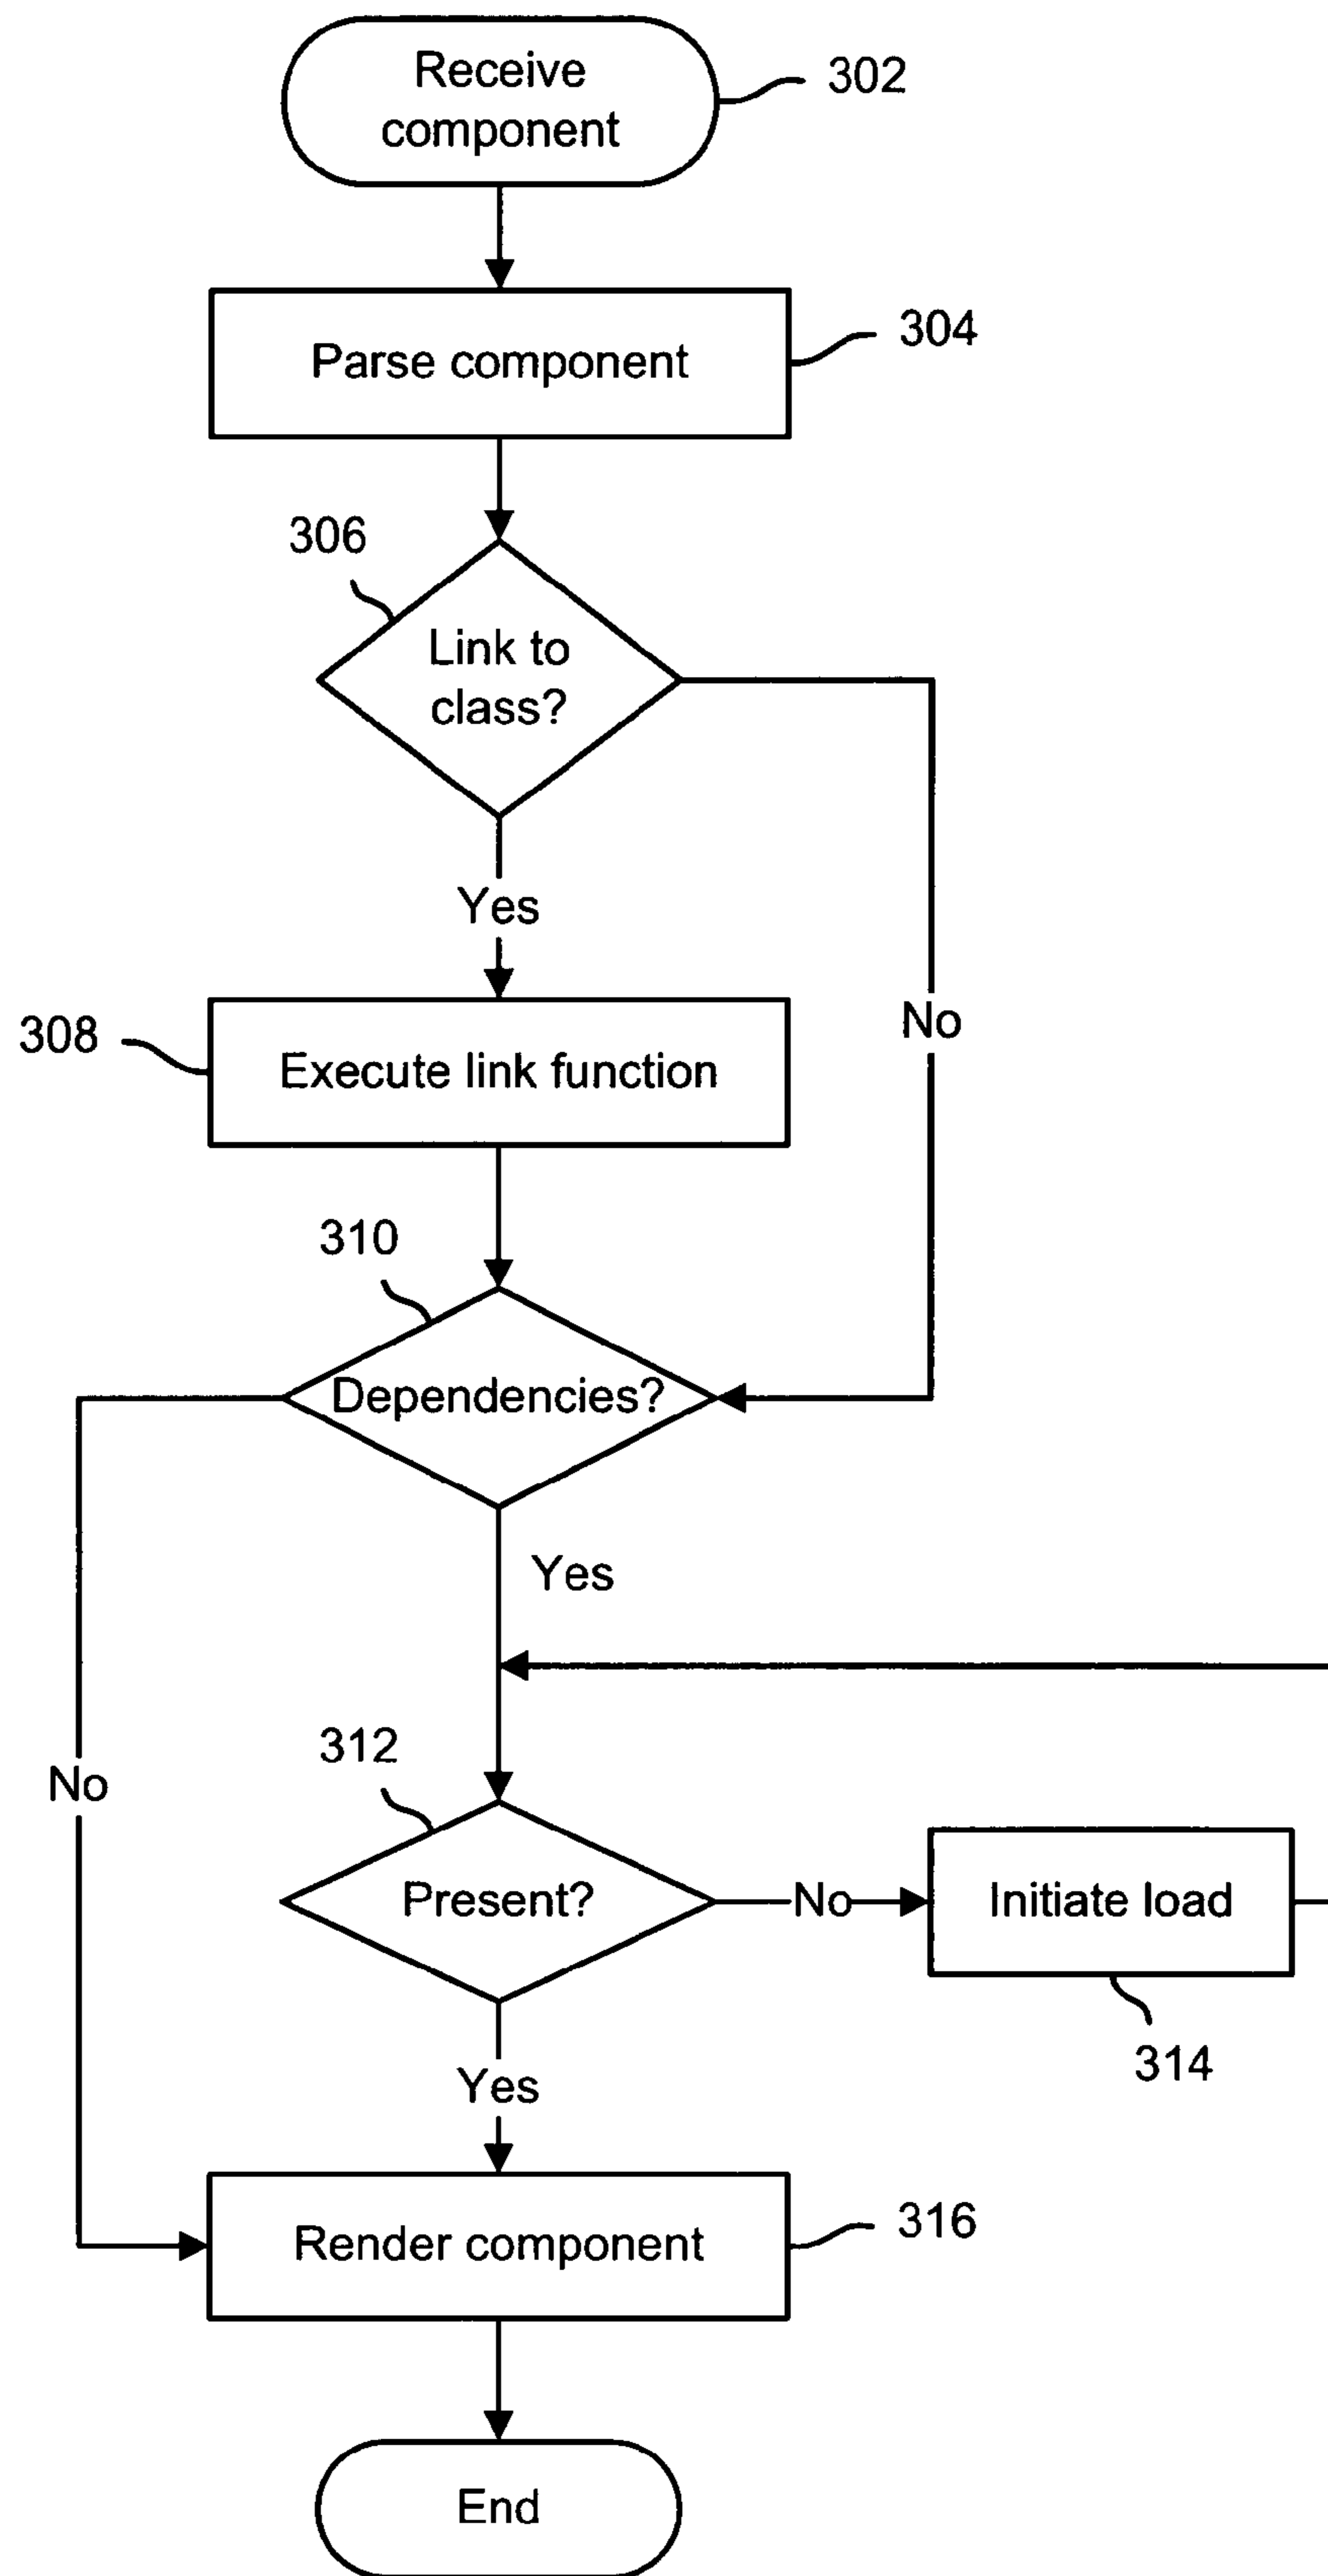 Receive
component
302
Parse component
304
306
Link to
class?
Yes
No
308
Execute link function
310
Dependencies?
Yes
No
312
Present?
No
Initiate load
314
Yes
Render component
316
End